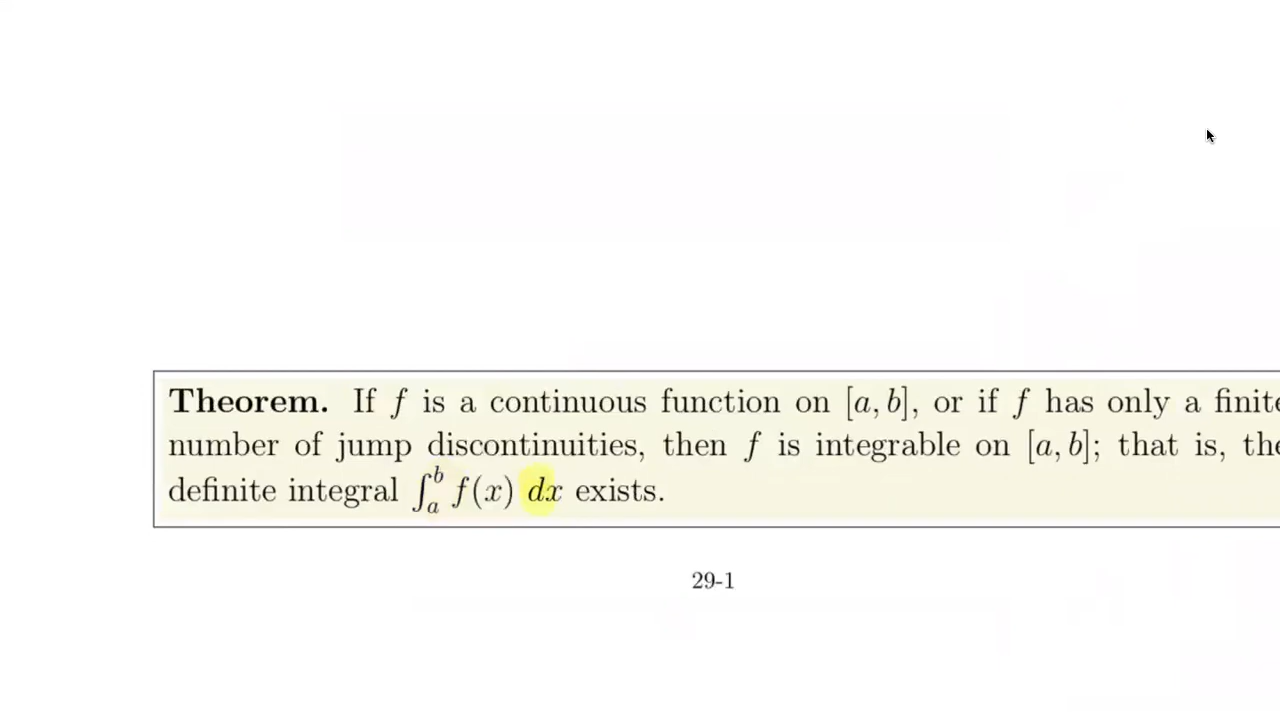 Theorem. If f is a continuous function on [a, b], or if f has only a finite
number of jump discontinuities, then f is integrable on [a, b]; that is, the
definite integral ∫_a^b f(x) dx exists.
29-1